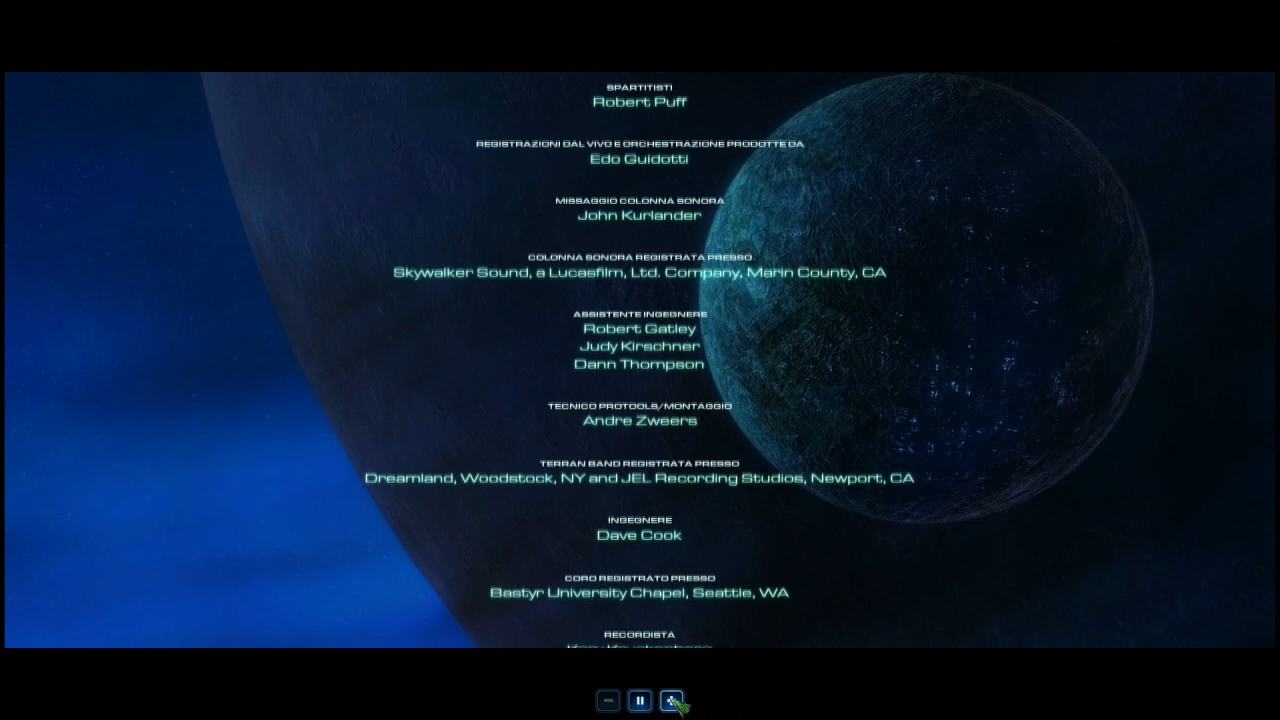 SPARTITISTI
Robert Puff
REGISTRAZIONI DAL VIVO E ORCHESTRAZIONE PRODOTTE DA
Edo Guidotti
MISSAGGIO COLONNA SONORA
John Kurlander
COLONNA SONORA REGISTRATA PRESSO
Skywalker Sound, a Lucasfilm, Ltd. Company, Marin County, CA
ASSISTENTE INGEGNERE
Robert Gatley
Judy Kirschner
Dann Thompson
TECNICO PROTOOLS/MONTAGGIO
Andre Zweers
TERRAN BAND REGISTRATA PRESSO
Dreamland, Woodstock, NY and JEL Recording Studios, Newport, CA
INGEGNERE
Dave Cook
CORO REGISTRATO PRESSO
Bastyr University Chapel, Seattle, WA
RECORDISTA